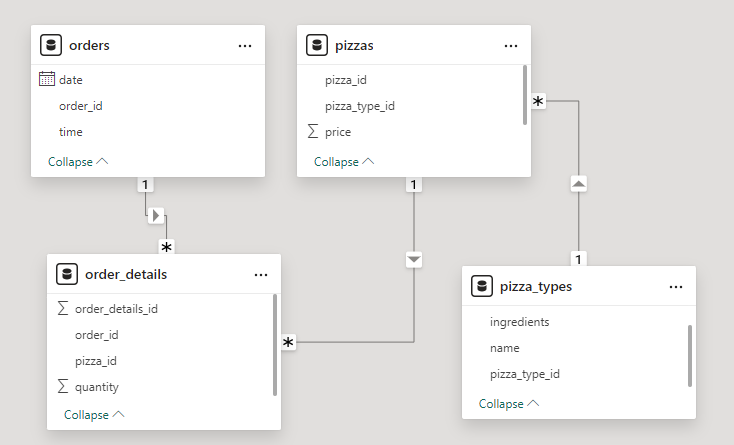 orders
...
date
order_id
time
Collapse
pizzas
...
pizza_id
pizza_type_id
Σ price
Collapse
*
1
1
*
1
order_details
...
Σ order_details_id
order_id
pizza_id
Σ quantity
Collapse
*
pizza_types
...
ingredients
name
pizza_type_id
Collapse